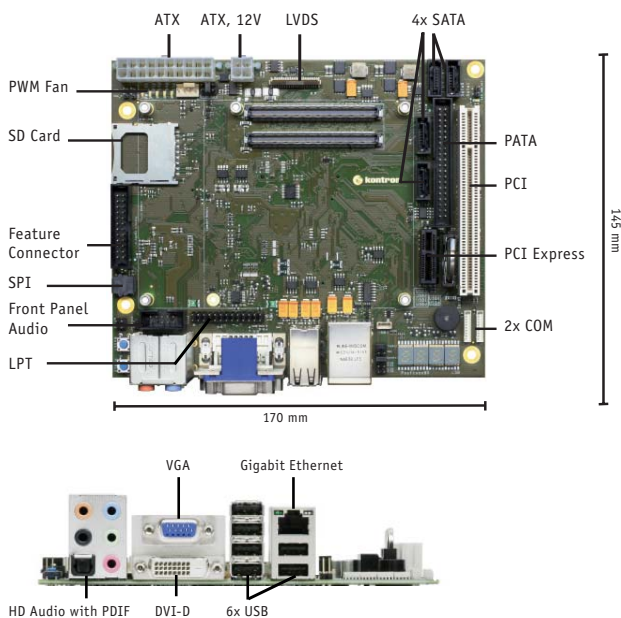 ATX
ATX, 12V
LVDS
4x SATA
PWM Fan
SD Card
PATA
PCI
kontron
145 mm
Feature
Connector
PCI Express
SPI
Front Panel
Audio
2x COM
LPT
170 mm
VGA
Gigabit Ethernet
HD Audio with PDIF
DVI-D
6x USB